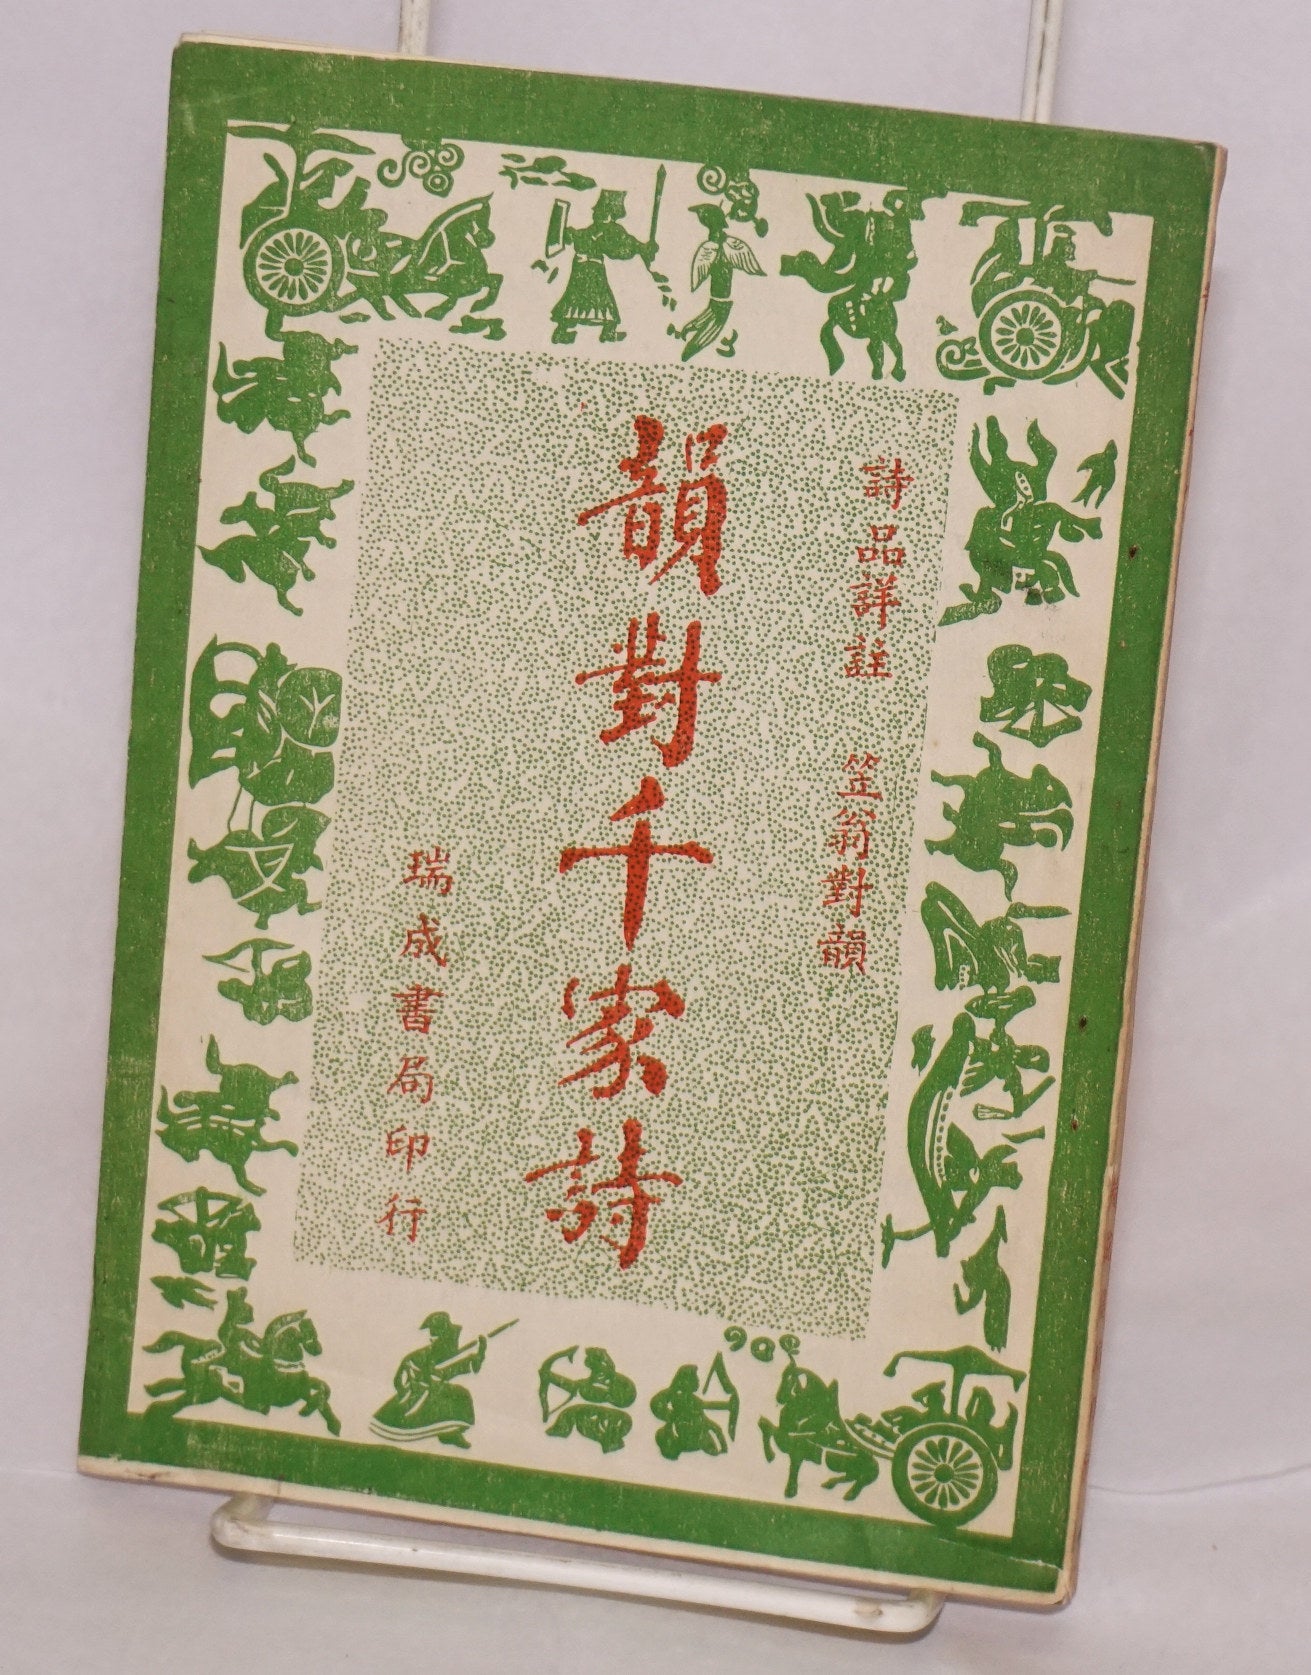 詩品詳註　笠翁對韻
韻對千家詩
瑞成書局印行